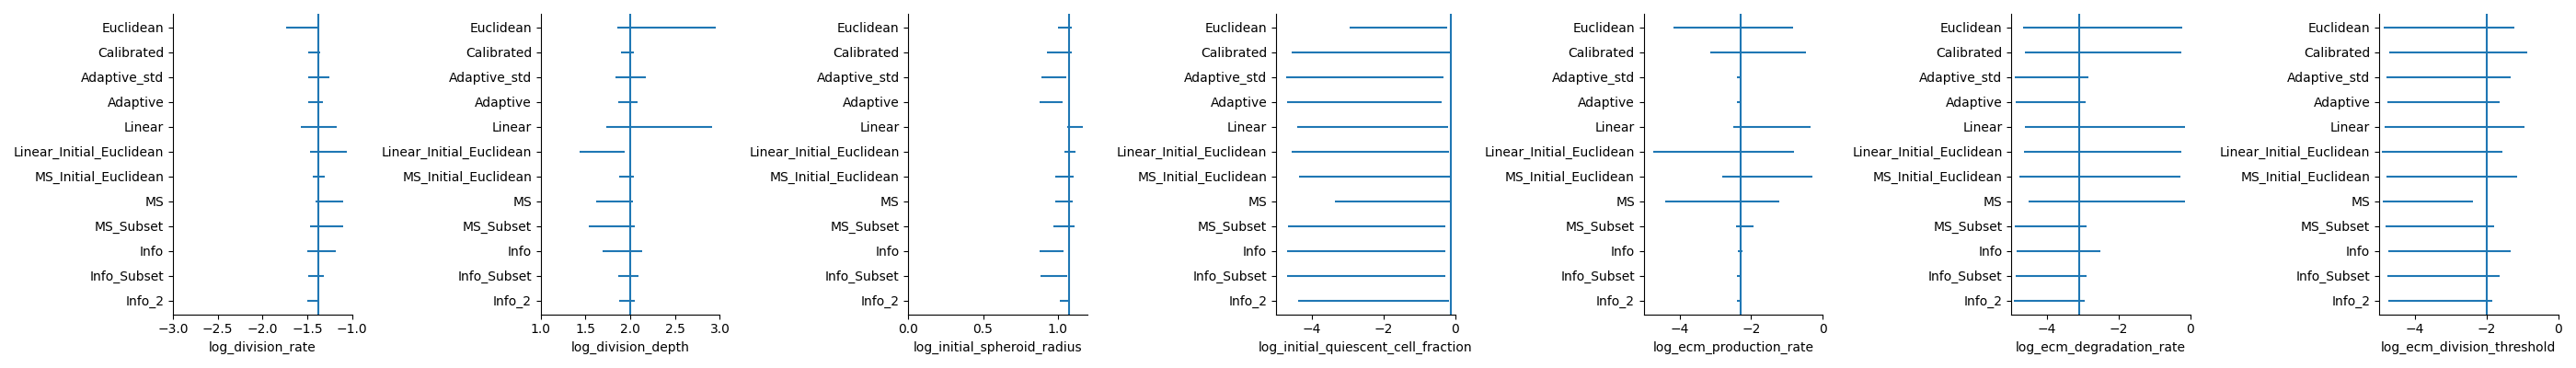 Euclidean
Calibrated
Adaptive_std
Adaptive
Linear
Linear_Initial_Euclidean
MS_Initial_Euclidean
MS
MS_Subset
Info
Info_Subset
Info_2
−3.0 −2.5 −2.0 −1.5 −1.0
log_division_rate
Euclidean
Calibrated
Adaptive_std
Adaptive
Linear
Linear_Initial_Euclidean
MS_Initial_Euclidean
MS
MS_Subset
Info
Info_Subset
Info_2
1.0 1.5 2.0 2.5 3.0
log_division_depth
Euclidean
Calibrated
Adaptive_std
Adaptive
Linear
Linear_Initial_Euclidean
MS_Initial_Euclidean
MS
MS_Subset
Info
Info_Subset
Info_2
0.0 0.5 1.0
log_initial_spheroid_radius
Euclidean
Calibrated
Adaptive_std
Adaptive
Linear
Linear_Initial_Euclidean
MS_Initial_Euclidean
MS
MS_Subset
Info
Info_Subset
Info_2
−4 −2 0
log_initial_quiescent_cell_fraction
Euclidean
Calibrated
Adaptive_std
Adaptive
Linear
Linear_Initial_Euclidean
MS_Initial_Euclidean
MS
MS_Subset
Info
Info_Subset
Info_2
−4 −2 0
log_ecm_production_rate
Euclidean
Calibrated
Adaptive_std
Adaptive
Linear
Linear_Initial_Euclidean
MS_Initial_Euclidean
MS
MS_Subset
Info
Info_Subset
Info_2
−4 −2 0
log_ecm_degradation_rate
Euclidean
Calibrated
Adaptive_std
Adaptive
Linear
Linear_Initial_Euclidean
MS_Initial_Euclidean
MS
MS_Subset
Info
Info_Subset
Info_2
−4 −2 0
log_ecm_division_threshold